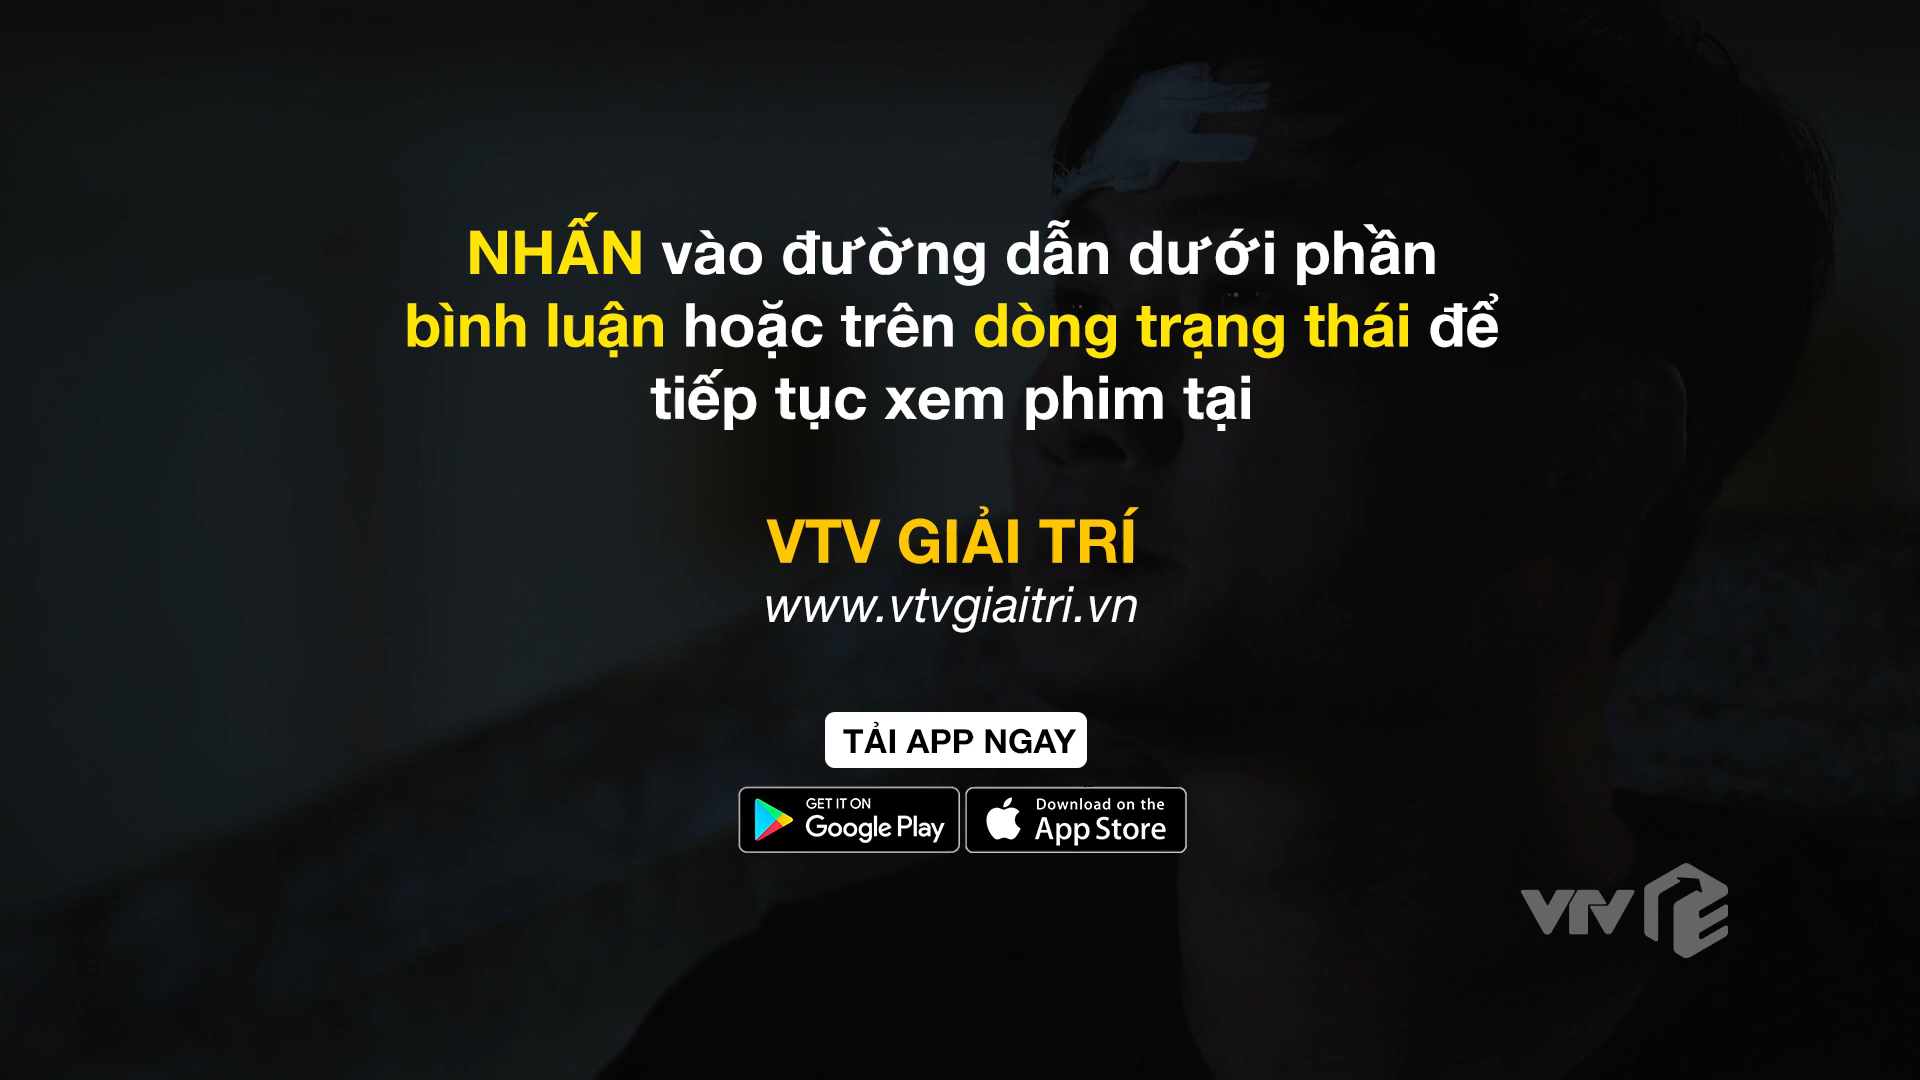 NHẤN vào đường dẫn dưới phần
bình luận hoặc trên dòng trạng thái để
tiếp tục xem phim tại
VTV GIẢI TRÍ
www.vtvgiaitri.vn
TẢI APP NGAY
GET IT ON
Google Play
Download on the
App Store
VTV